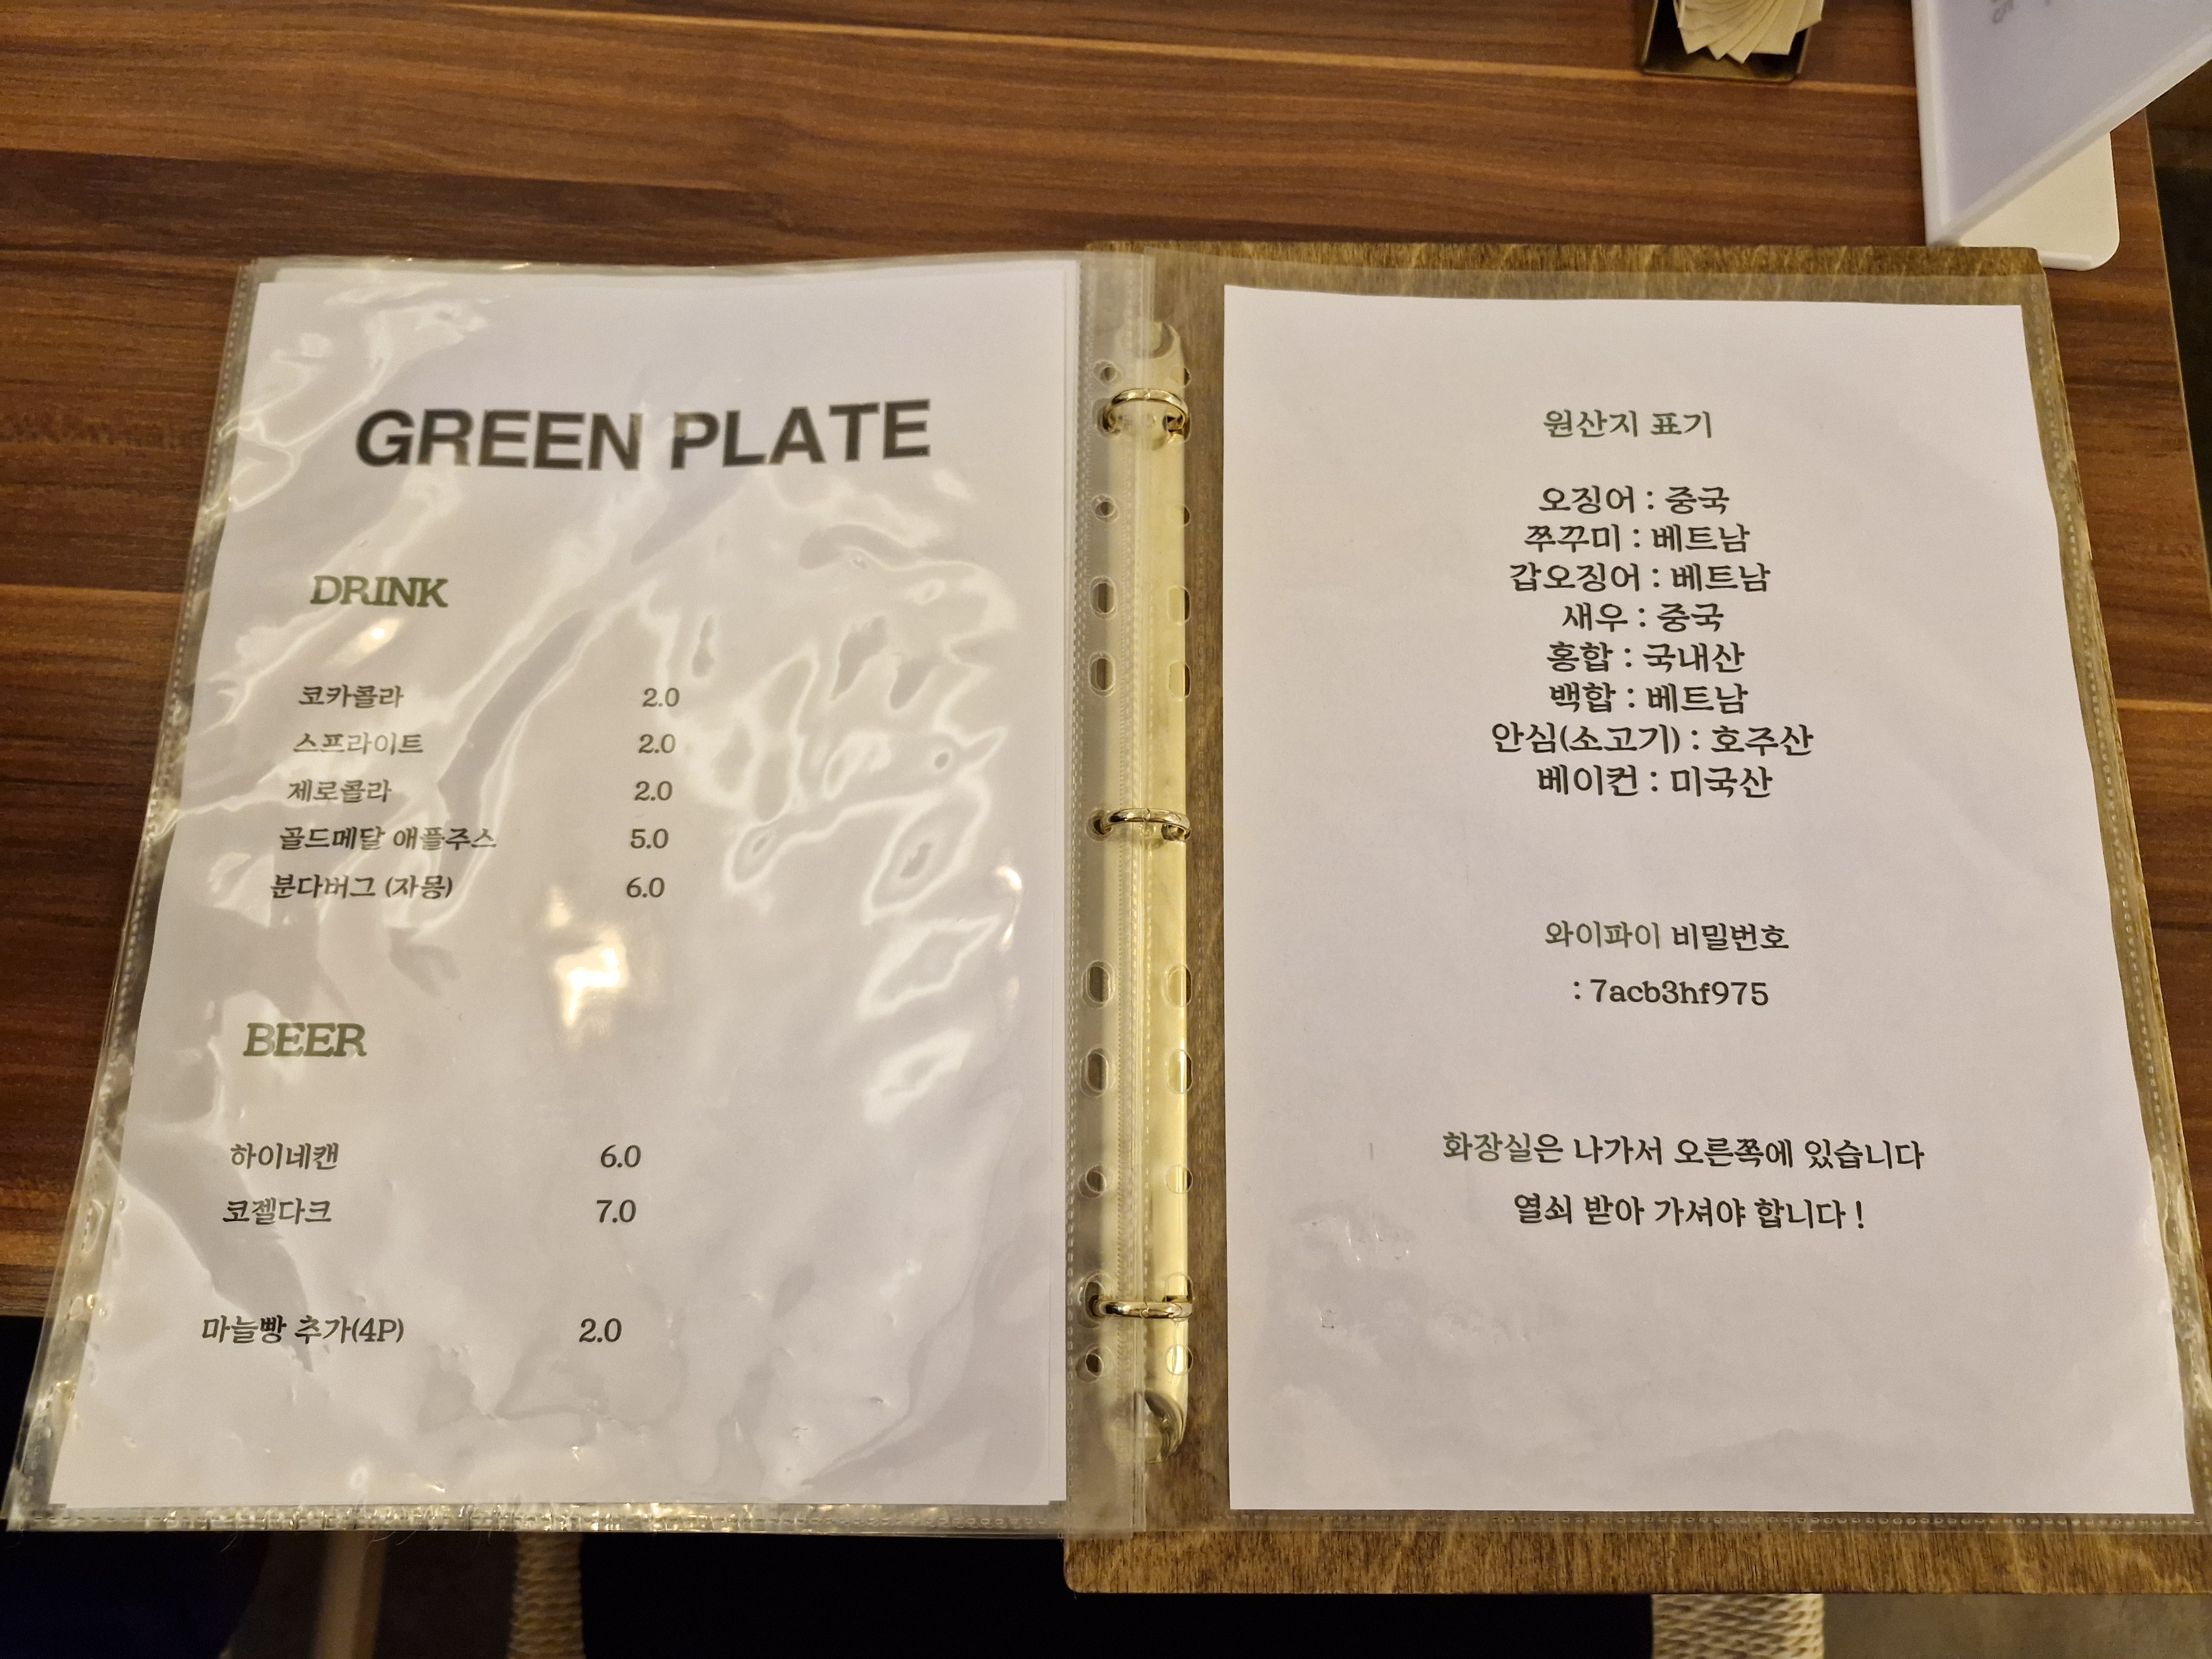 GREEN PLATE
DRINK
코카콜라 2.0
스프라이트 2.0
제로콜라 2.0
골드메달 애플주스 5.0
분다버그 (자몽) 6.0
BEER
하이네캔 6.0
코젤다크 7.0
마늘빵 추가(4P) 2.0
원산지 표기
오징어 : 중국
쭈꾸미 : 베트남
갑오징어 : 베트남
새우 : 중국
홍합 : 국내산
백합 : 베트남
안심(소고기) : 호주산
베이컨 : 미국산
와이파이 비밀번호
: 7acb3hf975
화장실은 나가서 오른쪽에 있습니다
열쇠 받아 가셔야 합니다 !